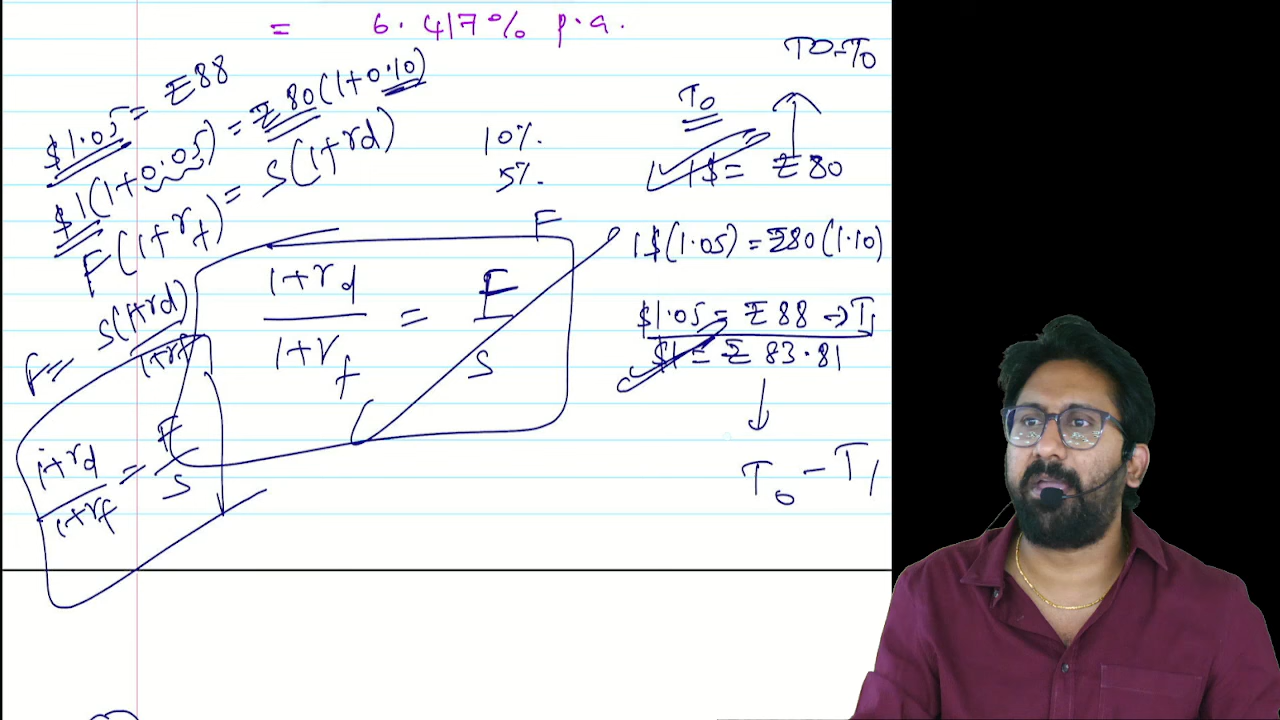 = 6.417% p.a.
$1.05 = ₹88
$1(1+0.05) = ₹80(1+0.10)
F(1+rf) = S(1+rd)
F = S(1+rd)/1+rf
1+rd/1+rf = F/S
10%.
5%.
F
1+rd/1+rf = F/S
T0-T0
T0
1$ = ₹80
1$(1.05) = ₹80(1.10)
$1.05 = ₹88 → T1
$1 = ₹83.81
T0 - T1